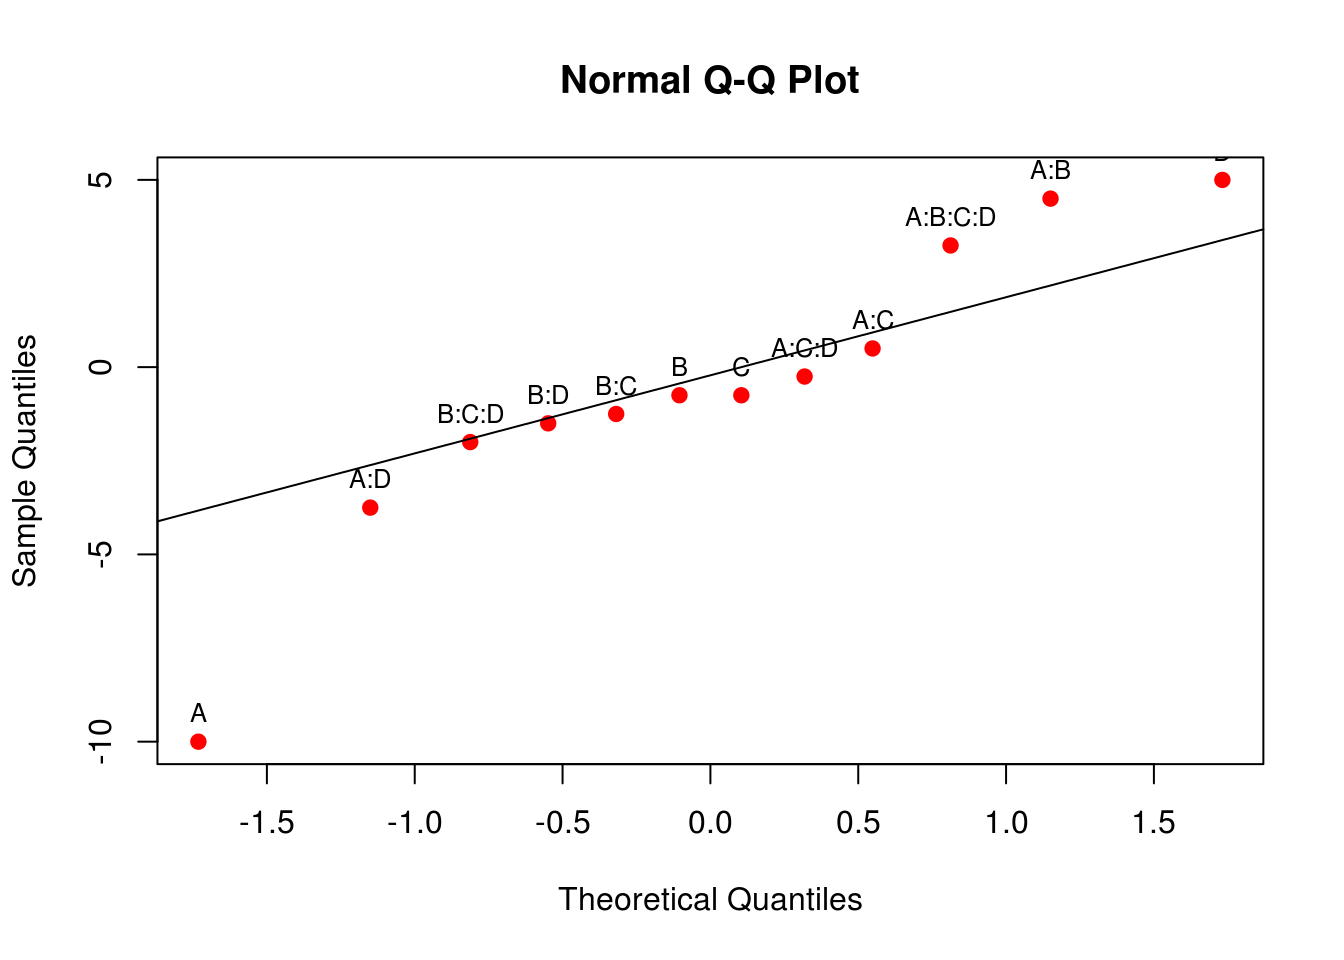 Normal Q-Q Plot
5
0
-5
-10
Sample Quantiles
A:B
A:B:C:D
A:C
A:C:D
C
B
B:C
B:D
B:C:D
A:D
A
-1.5
-1.0
-0.5
0.0
0.5
1.0
1.5
Theoretical Quantiles